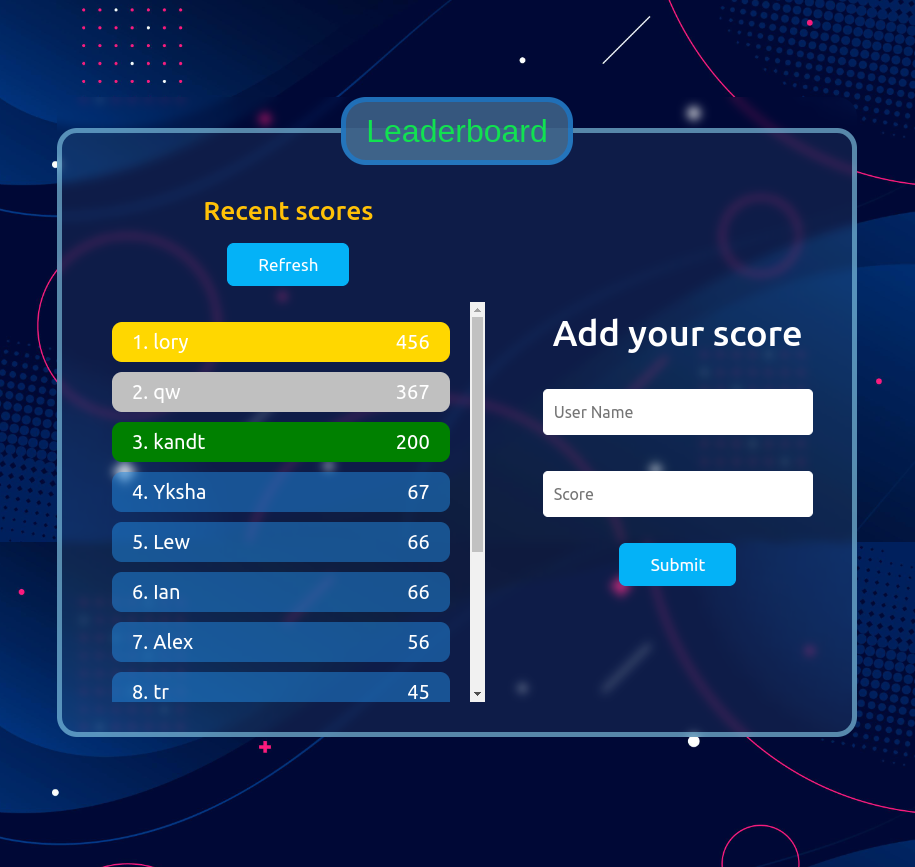 Leaderboard
Recent scores
Refresh
1. lory 456
2. qw 367
3. kandt 200
4. Yksha 67
5. Lew 66
6. Ian 66
7. Alex 56
8. tr 45
Add your score
User Name
Score
Submit